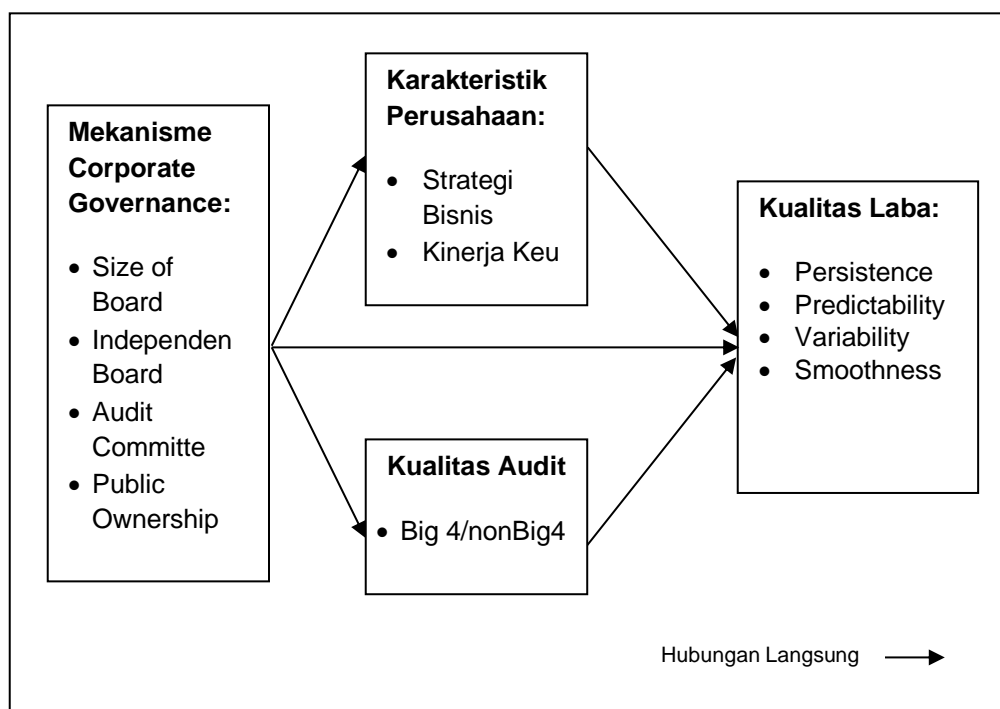 Mekanisme
Corporate
Governance:
• Size of
Board
• Independen
Board
• Audit
Committe
• Public
Ownership
Karakteristik
Perusahaan:
• Strategi
Bisnis
• Kinerja Keu
Kualitas Audit
• Big 4/nonBig4
Kualitas Laba:
• Persistence
• Predictability
• Variability
• Smoothness
Hubungan Langsung